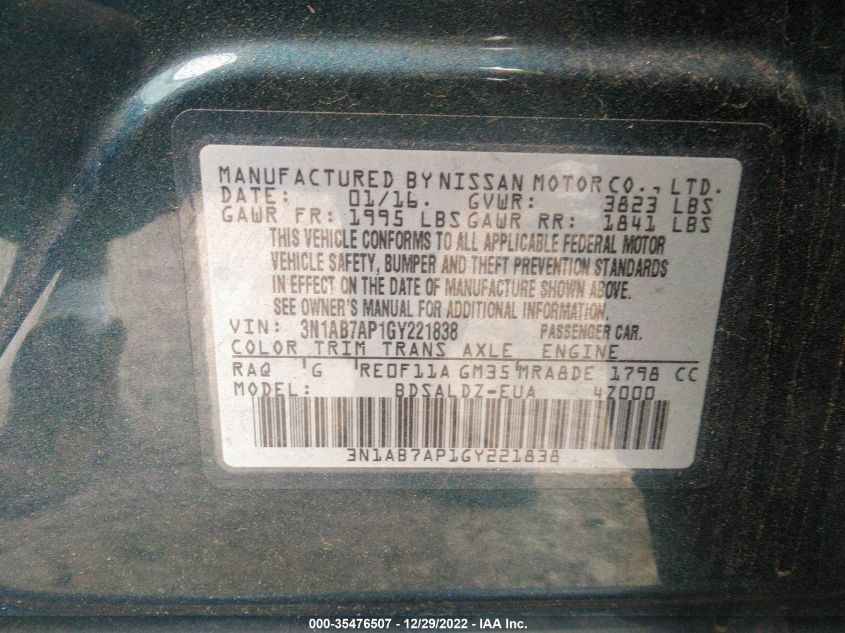 MANUFACTURED BY NISSAN MOTOR CO., LTD.
DATE: 01/16. GVWR: 3823 LBS
GAWR FR: 1995 LBS GAWR RR: 1841 LBS
THIS VEHICLE CONFORMS TO ALL APPLICABLE FEDERAL MOTOR
VEHICLE SAFETY, BUMPER AND THEFT PREVENTION STANDARDS
IN EFFECT ON THE DATE OF MANUFACTURE SHOWN ABOVE.
SEE OWNER'S MANUAL FOR ADDITIONAL INFORMATION.
VIN: 3N1AB7AP1GY221838 PASSENGER CAR.
COLOR TRIM TRANS AXLE ENGINE
RAQ G RE0F11A GM35 MRA8DE 1798 CC
MODEL: BDSALDZ-EUA 4Z000
3N1AB7AP1GY221838
000-35476507 - 12/29/2022 - IAA Inc.